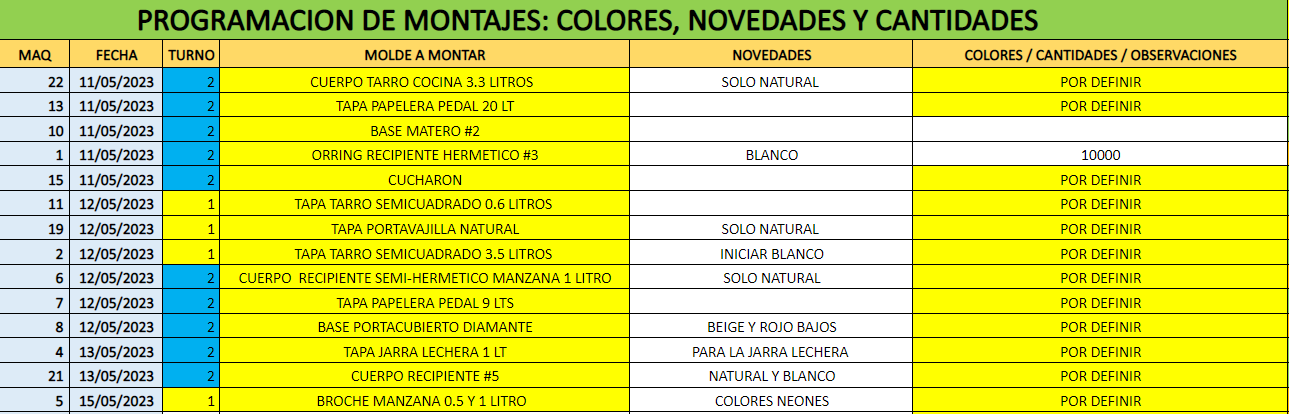 PROGRAMACION DE MONTAJES: COLORES, NOVEDADES Y CANTIDADES
MAQ FECHA TURNO MOLDE A MONTAR NOVEDADES COLORES / CANTIDADES / OBSERVACIONES
22 11/05/2023 2 CUERPO TARRO COCINA 3.3 LITROS SOLO NATURAL POR DEFINIR
13 11/05/2023 2 TAPA PAPELERA PEDAL 20 LT POR DEFINIR
10 11/05/2023 2 BASE MATERO #2
1 11/05/2023 2 ORRING RECIPIENTE HERMETICO #3 BLANCO 10000
15 11/05/2023 2 CUCHARON POR DEFINIR
11 12/05/2023 1 TAPA TARRO SEMICUADRADO 0.6 LITROS POR DEFINIR
19 12/05/2023 1 TAPA PORTAVAJILLA NATURAL SOLO NATURAL POR DEFINIR
2 12/05/2023 1 TAPA TARRO SEMICUADRADO 3.5 LITROS INICIAR BLANCO POR DEFINIR
6 12/05/2023 2 CUERPO  RECIPIENTE SEMI-HERMETICO MANZANA 1 LITRO SOLO NATURAL POR DEFINIR
7 12/05/2023 2 TAPA PAPELERA PEDAL 9 LTS POR DEFINIR
8 12/05/2023 2 BASE PORTACUBIERTO DIAMANTE BEIGE Y ROJO BAJOS POR DEFINIR
4 13/05/2023 2 TAPA JARRA LECHERA 1 LT PARA LA JARRA LECHERA POR DEFINIR
21 13/05/2023 2 CUERPO RECIPIENTE #5 NATURAL Y BLANCO POR DEFINIR
5 15/05/2023 1 BROCHE MANZANA 0.5 Y 1 LITRO COLORES NEONES POR DEFINIR